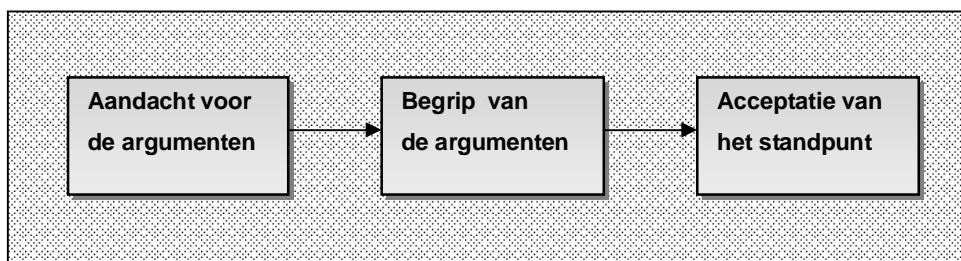 Aandacht voor
de argumenten
Begrip van
de argumenten
Acceptatie van
het standpunt